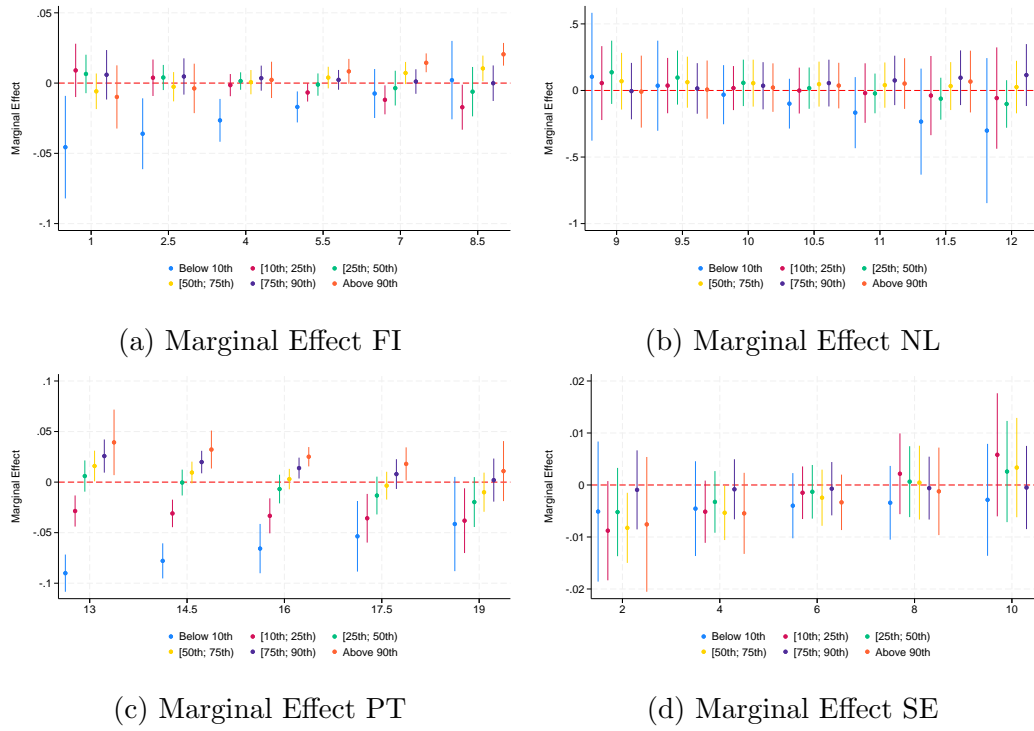 .05
0
-.05
-.1
Marginal Effect
1 2.5 4 5.5 7 8.5
Below 10th [10th; 25th) [25th; 50th)
[50th; 75th) [75th; 90th) Above 90th
(a) Marginal Effect FI
.5
0
-.5
-1
Marginal Effect
9 9.5 10 10.5 11 11.5 12
Below 10th [10th; 25th) [25th; 50th)
[50th; 75th) [75th; 90th) Above 90th
(b) Marginal Effect NL
.1
.05
0
-.05
-.1
Marginal Effect
13 14.5 16 17.5 19
Below 10th [10th; 25th) [25th; 50th)
[50th; 75th) [75th; 90th) Above 90th
(c) Marginal Effect PT
.02
.01
0
-.01
-.02
Marginal Effect
2 4 6 8 10
Below 10th [10th; 25th) [25th; 50th)
[50th; 75th) [75th; 90th) Above 90th
(d) Marginal Effect SE